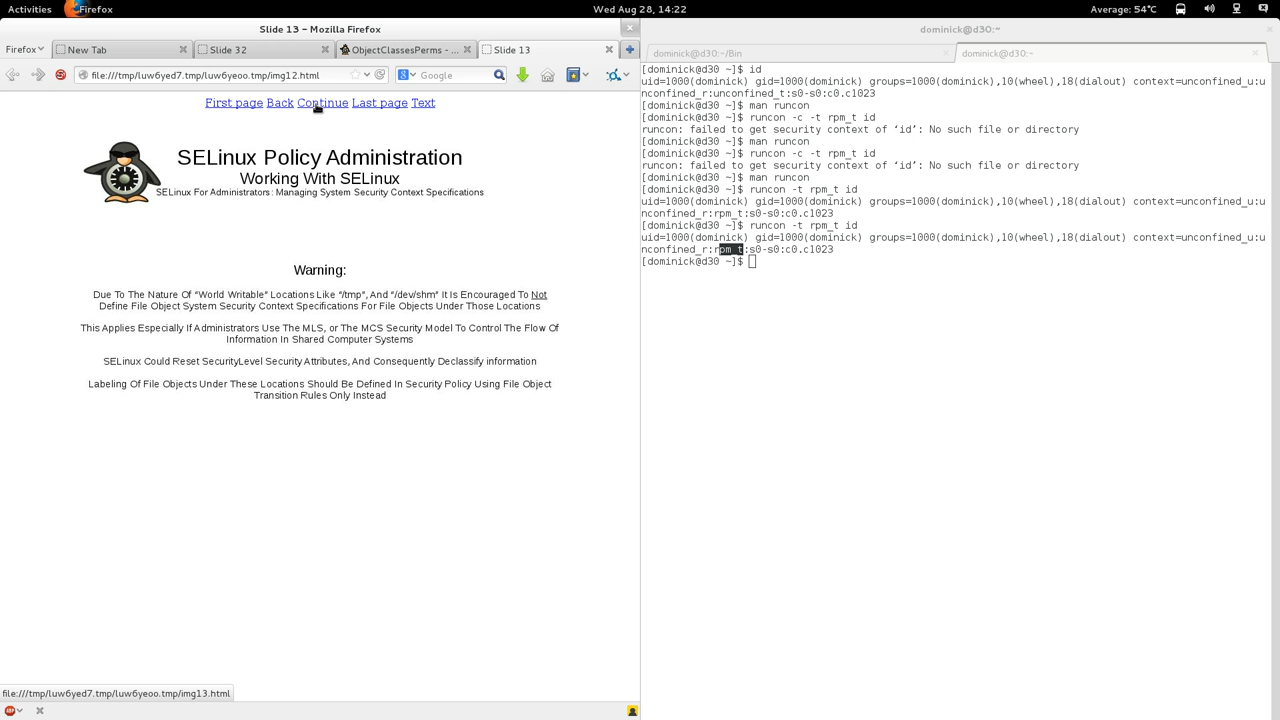 Activities
Firefox
Wed Aug 28, 14:22
Average: 54°C
Slide 13 – Mozilla Firefox
Firefox
New Tab
Slide 32
ObjectClassesPerms - ...
Slide 13
file:///tmp/luw6yed7.tmp/luw6yeoo.tmp/img12.html
Google
First page Back Continue Last page Text
SELinux Policy Administration
Working With SELinux
SELinux For Administrators: Managing System Security Context Specifications
Warning:
Due To The Nature Of “World Writable” Locations Like “/tmp”, And “/dev/shm” It Is Encouraged To Not
Define File Object System Security Context Specifications For File Objects Under Those Locations
This Applies Especially If Administrators Use The MLS, or The MCS Security Model To Control The Flow Of
Information In Shared Computer Systems
SELinux Could Reset SecurityLevel Security Attributes, And Consequently Declassify information
Labeling Of File Objects Under These Locations Should Be Defined In Security Policy Using File Object
Transition Rules Only Instead
file:///tmp/luw6yed7.tmp/luw6yeoo.tmp/img13.html
dominick@d30:~
dominick@d30:~/Bin
dominick@d30:~
[dominick@d30 ~]$ id
uid=1000(dominick) gid=1000(dominick) groups=1000(dominick),10(wheel),18(dialout) context=unconfined_u:u
nconfined_r:unconfined_t:s0-s0:c0.c1023
[dominick@d30 ~]$ man runcon
[dominick@d30 ~]$ runcon -c -t rpm_t id
runcon: failed to get security context of ‘id’: No such file or directory
[dominick@d30 ~]$ man runcon
[dominick@d30 ~]$ runcon -c -t rpm_t id
runcon: failed to get security context of ‘id’: No such file or directory
[dominick@d30 ~]$ man runcon
[dominick@d30 ~]$ runcon -t rpm_t id
uid=1000(dominick) gid=1000(dominick) groups=1000(dominick),10(wheel),18(dialout) context=unconfined_u:u
nconfined_r:rpm_t:s0-s0:c0.c1023
[dominick@d30 ~]$ runcon -t rpm_t id
uid=1000(dominick) gid=1000(dominick) groups=1000(dominick),10(wheel),18(dialout) context=unconfined_u:u
nconfined_r:rpm_t:s0-s0:c0.c1023
[dominick@d30 ~]$